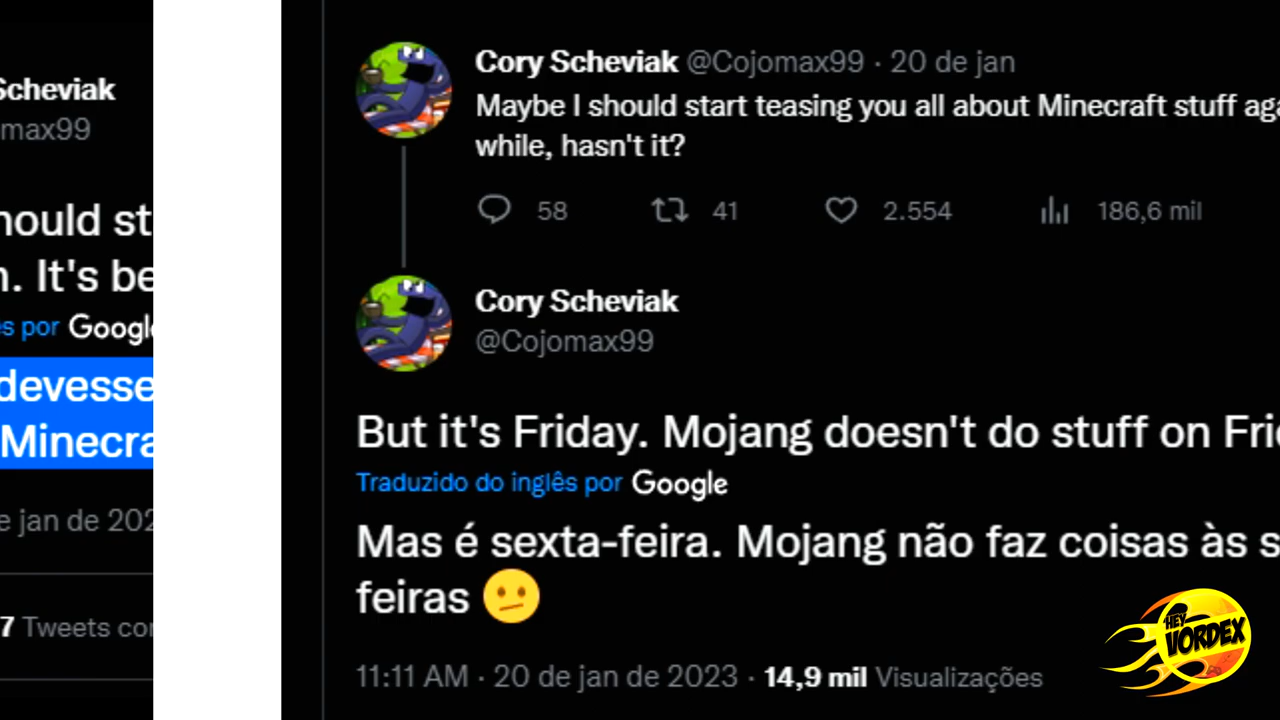 Scheviak
max99
hould st
n. It's be
s por Google
devesse
Minecra
e jan de 202
7 Tweets co
Cory Scheviak @Cojomax99 · 20 de jan
Maybe I should start teasing you all about Minecraft stuff aga
while, hasn't it?
58 41 2.554 186,6 mil
Cory Scheviak
@Cojomax99
But it's Friday. Mojang doesn't do stuff on Frid
Traduzido do inglês por Google
Mas é sexta-feira. Mojang não faz coisas às s
feiras 😕
11:11 AM · 20 de jan de 2023 · 14,9 mil Visualizações
HEY
VORDEX